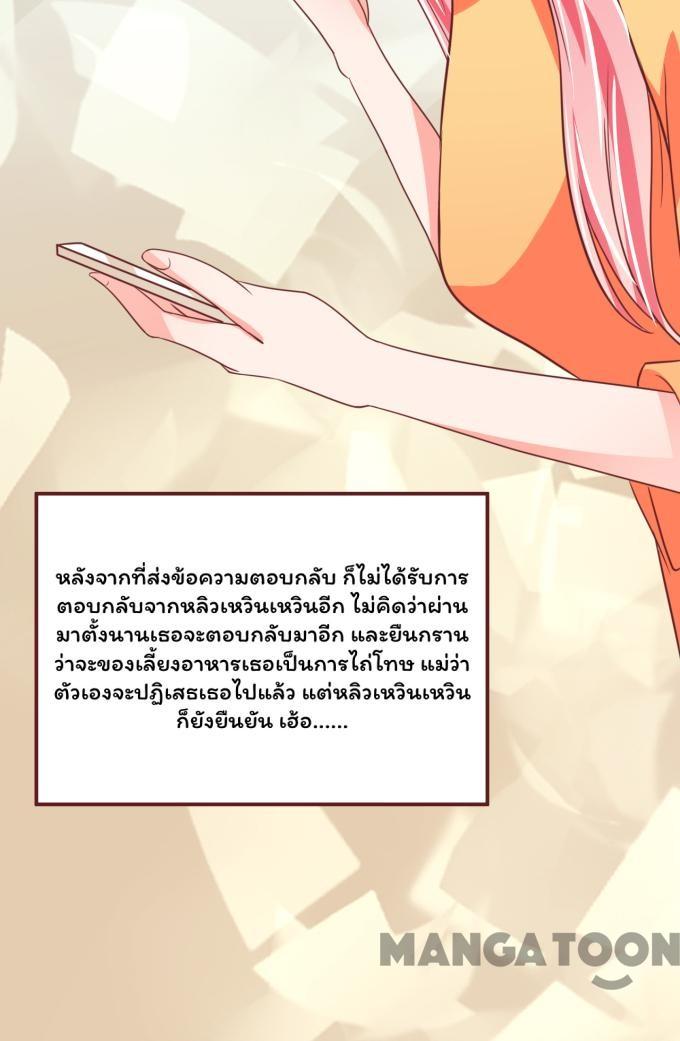 หลังจากที่ส่งข้อความตอบกลับ ก็ไม่ได้รับการ
ตอบกลับจากหลิวเหวินเหวินอีก ไม่คิดว่าผ่าน
มาตั้งนานเธอจะตอบกลับมาอีก และยืนกราน
ว่าจะของเลี้ยงอาหารเธอเป็นการไถ่โทษ แม่ว่า
ตัวเองจะปฏิเสธเธอไปแล้ว แต่หลิวเหวินเหวิน
ก็ยังยืนยัน เฮ้อ......
MANGATOON